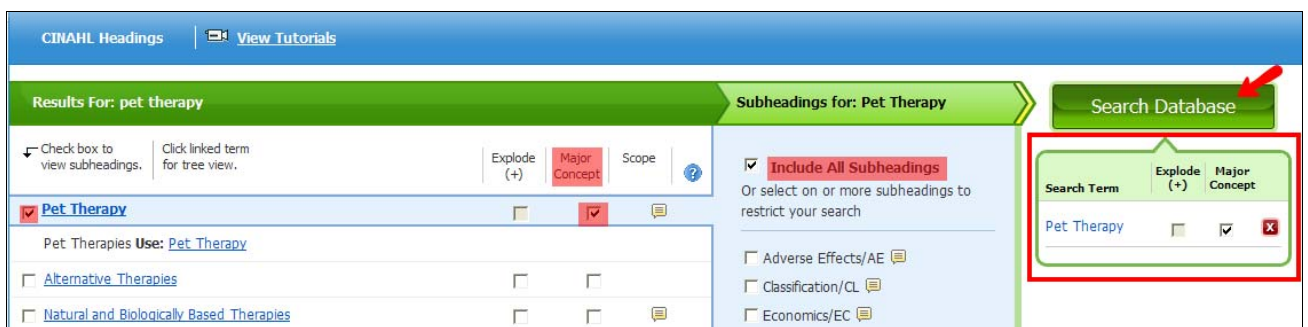 CINAHL Headings View Tutorials
Results For: pet therapy
Check box to
view subheadings.
Click linked term
for tree view.
Explode
(+)
Major
Concept
Scope
Pet Therapy
Pet Therapies Use: Pet Therapy
Alternative Therapies
Natural and Biologically Based Therapies
Subheadings for: Pet Therapy
Include All Subheadings
Or select on or more subheadings to
restrict your search
Adverse Effects/AE
Classification/CL
Economics/EC
Search Database
Search Term
Explode
(+)
Major
Concept
Pet Therapy